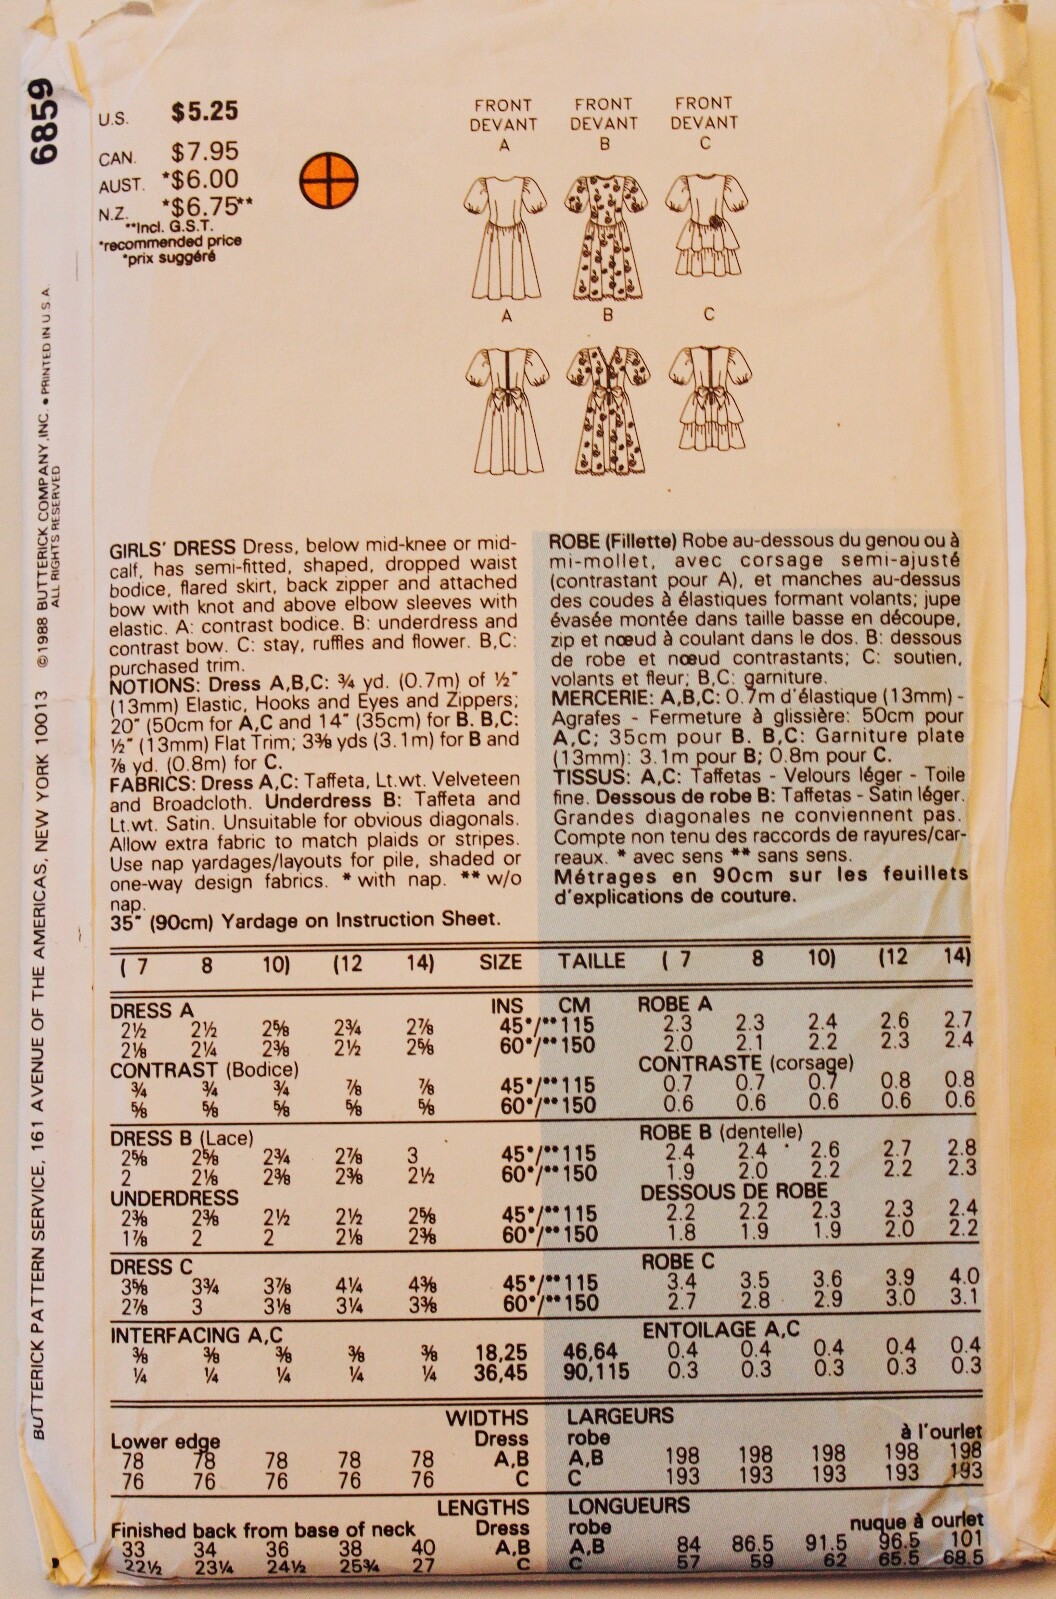 6859
BUTTERICK PATTERN SERVICE, 161 AVENUE OF THE AMERICAS, NEW YORK 10013 ©1988 BUTTERICK COMPANY, INC. • PRINTED IN U.S.A.
ALL RIGHTS RESERVED
U.S. $5.25
CAN. $7.95
AUST. *$6.00
N.Z. *$6.75**
**Incl. G.S.T.
*recommended price
*prix suggéré
FRONT FRONT FRONT
DEVANT DEVANT DEVANT
A B C
A B C
GIRLS' DRESS Dress, below mid-knee or mid-
calf, has semi-fitted, shaped, dropped waist
bodice, flared skirt, back zipper and attached
bow with knot and above elbow sleeves with
elastic. A: contrast bodice. B: underdress and
contrast bow. C: stay, ruffles and flower. B,C:
purchased trim.
NOTIONS: Dress A,B,C: ¾ yd. (0.7m) of ½"
(13mm) Elastic, Hooks and Eyes and Zippers;
20" (50cm for A,C and 14" (35cm) for B. B,C:
½" (13mm) Flat Trim; 3⅜ yds (3.1m) for B and
⅞ yd. (0.8m) for C.
FABRICS: Dress A,C: Taffeta, Lt.wt. Velveteen
and Broadcloth. Underdress B: Taffeta and
Lt.wt. Satin. Unsuitable for obvious diagonals.
Allow extra fabric to match plaids or stripes.
Use nap yardages/layouts for pile, shaded or
one-way design fabrics. * with nap. ** w/o
nap.
35" (90cm) Yardage on Instruction Sheet.
ROBE (Fillette) Robe au-dessous du genou ou à
mi-mollet, avec corsage semi-ajusté
(contrastant pour A), et manches au-dessus
des coudes à élastiques formant volants; jupe
évasée montée dans taille basse en découpe,
zip et nœud à coulant dans le dos. B: dessous
de robe et nœud contrastants; C: soutien,
volants et fleur; B,C: garniture.
MERCERIE: A,B,C: 0.7m d'élastique (13mm) -
Agrafes - Fermeture à glissière: 50cm pour
A,C; 35cm pour B. B,C: Garniture plate
(13mm): 3.1m pour B; 0.8m pour C.
TISSUS: A,C: Taffetas - Velours léger - Toile
fine. Dessous de robe B: Taffetas - Satin léger.
Grandes diagonales ne conviennent pas.
Compte non tenu des raccords de rayures/car-
reaux. * avec sens ** sans sens.
Métrages en 90cm sur les feuillets
d'explications de couture.
( 7 8 10) (12 14) SIZE TAILLE ( 7 8 10) (12 14)
DRESS A INS CM ROBE A
2½ 2½ 2⅝ 2¾ 2⅞ 45*/**115 2.3 2.3 2.4 2.6 2.7
2⅛ 2¼ 2⅜ 2½ 2⅝ 60*/**150 2.0 2.1 2.2 2.3 2.4
CONTRAST (Bodice) CONTRASTE (corsage)
¾ ¾ ¾ ⅞ ⅞ 45*/**115 0.7 0.7 0.7 0.8 0.8
⅝ ⅝ ⅝ ⅝ ⅝ 60*/**150 0.6 0.6 0.6 0.6 0.6
DRESS B (Lace) ROBE B (dentelle)
2⅝ 2⅝ 2¾ 2⅞ 3 45*/**115 2.4 2.4 2.6 2.7 2.8
2 2⅛ 2⅜ 2⅜ 2½ 60*/**150 1.9 2.0 2.2 2.2 2.3
UNDERDRESS DESSOUS DE ROBE
2⅜ 2⅜ 2½ 2½ 2⅝ 45*/**115 2.2 2.2 2.3 2.3 2.4
1⅞ 2 2 2⅛ 2⅜ 60*/**150 1.8 1.9 1.9 2.0 2.2
DRESS C ROBE C
3⅝ 3¾ 3⅞ 4¼ 4⅜ 45*/**115 3.4 3.5 3.6 3.9 4.0
2⅞ 3 3⅛ 3¼ 3⅜ 60*/**150 2.7 2.8 2.9 3.0 3.1
INTERFACING A,C ENTOILAGE A,C
⅜ ⅜ ⅜ ⅜ ⅜ 18,25 46,64 0.4 0.4 0.4 0.4 0.4
¼ ¼ ¼ ¼ ¼ 36,45 90,115 0.3 0.3 0.3 0.3 0.3
WIDTHS LARGEURS
Lower edge Dress robe à l'ourlet
78 78 78 78 78 A,B A,B 198 198 198 198 198
76 76 76 76 76 C C 193 193 193 193 193
LENGTHS LONGUEURS
Finished back from base of neck Dress robe nuque à ourlet
33 34 36 38 40 A,B A,B 84 86.5 91.5 96.5 101
22½ 23¼ 24½ 25¾ 27 C C 57 59 62 65.5 68.5